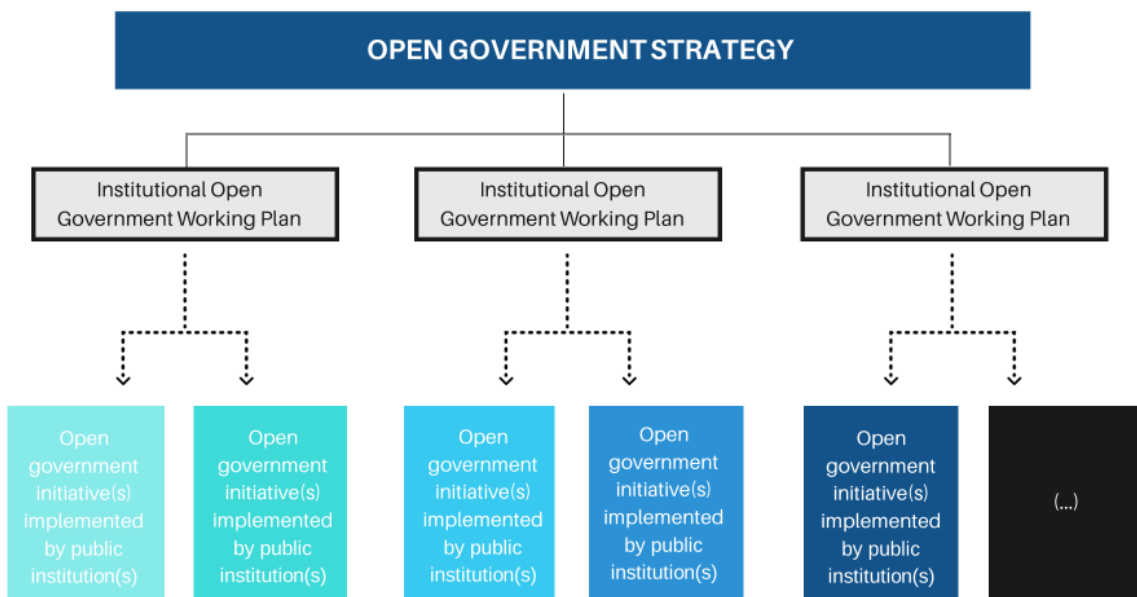 OPEN GOVERNMENT STRATEGY
Institutional Open
Government Working Plan
Institutional Open
Government Working Plan
Institutional Open
Government Working Plan
Open
government
initiative(s)
implemented
by public
institution(s)
Open
government
initiative(s)
implemented
by public
institution(s)
Open
government
initiative(s)
implemented
by public
institution(s)
Open
government
initiative(s)
implemented
by public
institution(s)
Open
government
initiative(s)
implemented
by public
institution(s)
(...)